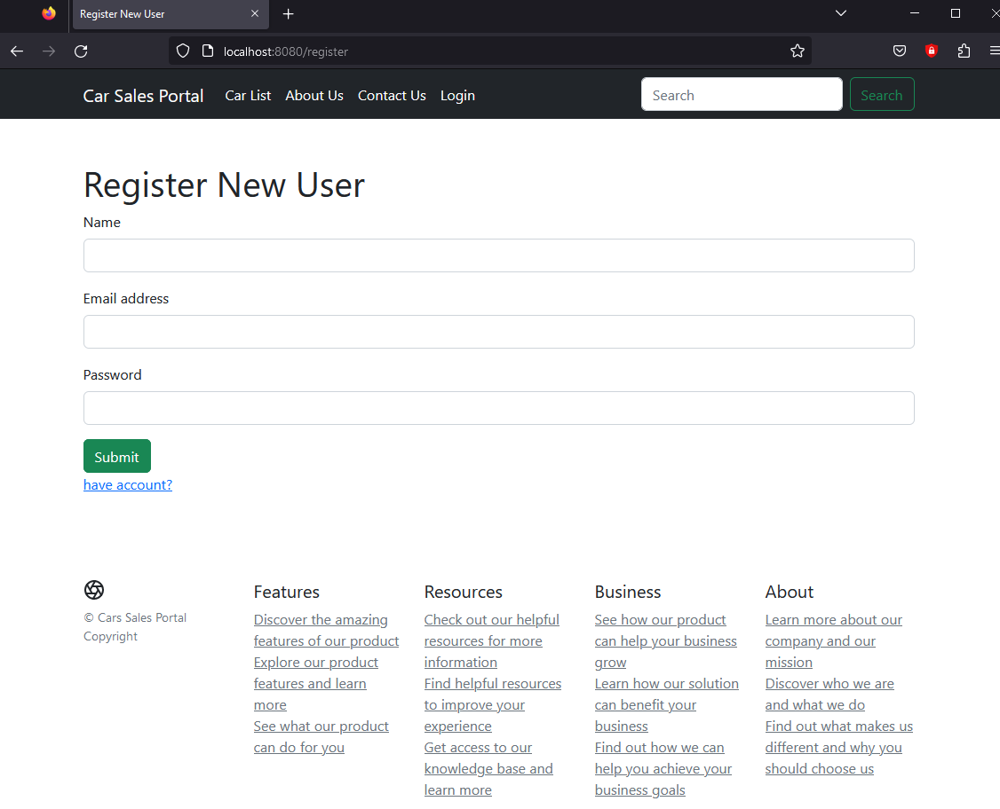 Register New User
localhost:8080/register
Car Sales Portal Car List About Us Contact Us Login Search Search
Register New User
Name
Email address
Password
Submit
have account?
© Cars Sales Portal
Copyright
Features
Discover the amazing
features of our product
Explore our product
features and learn
more
See what our product
can do for you
Resources
Check out our helpful
resources for more
information
Find helpful resources
to improve your
experience
Get access to our
knowledge base and
learn more
Business
See how our product
can help your business
grow
Learn how our solution
can benefit your
business
Find out how we can
help you achieve your
business goals
About
Learn more about our
company and our
mission
Discover who we are
and what we do
Find out what makes us
different and why you
should choose us